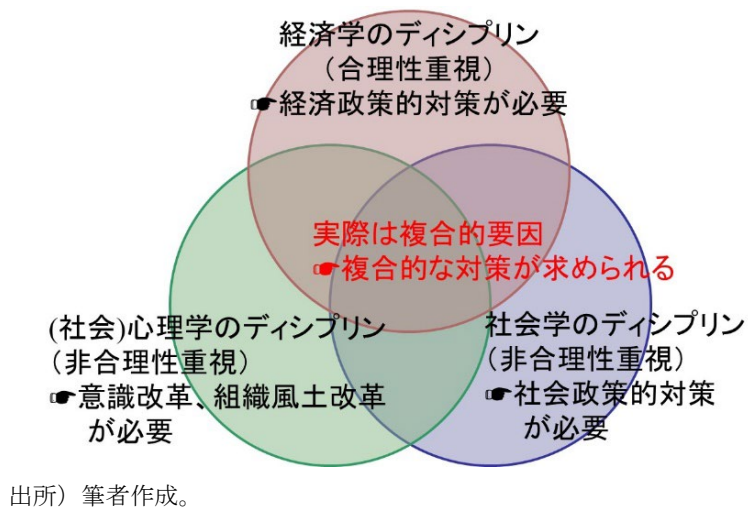 経済学のディシプリン
（合理性重視）
☛経済政策的対策が必要
実際は複合的要因
☛複合的な対策が求められる
(社会)心理学のディシプリン
（非合理性重視）
☛意識改革、組織風土改革
が必要
社会学のディシプリン
（非合理性重視）
☛社会政策的対策
が必要
出所）筆者作成。